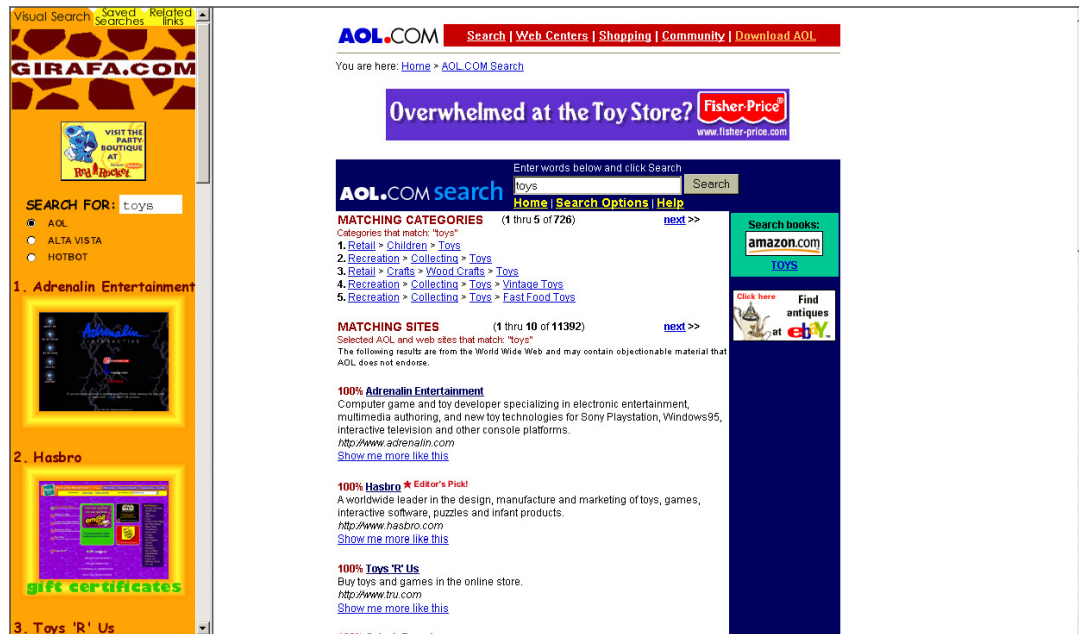 Visual Search
Saved Searches
Related links
GIRAFA.COM
VISIT THE
PARTY
BOUTIQUE
AT
Red Rocket
SEARCH FOR: toys
AOL
ALTA VISTA
HOTBOT
1. Adrenalin Entertainment
Adrenalin
INTERACTIVE
2. Hasbro
gift certificates
3. Toys 'R' Us
AOL.COM
Search | Web Centers | Shopping | Community | Download AOL
You are here: Home > AOL.COM Search
Overwhelmed at the Toy Store?
Fisher-Price®
www.fisher-price.com
Enter words below and click Search
AOL.COM search
toys Search
Home | Search Options | Help
MATCHING CATEGORIES (1 thru 5 of 726) next >>
Categories that match: "toys"
1. Retail > Children > Toys
2. Recreation > Collecting > Toys
3. Retail > Crafts > Wood Crafts > Toys
4. Recreation > Collecting > Toys > Vintage Toys
5. Recreation > Collecting > Toys > Fast Food Toys
MATCHING SITES (1 thru 10 of 11392) next >>
Selected AOL and web sites that match: "toys"
The following results are from the World Wide Web and may contain objectionable material that
AOL does not endorse.
100% Adrenalin Entertainment
Computer game and toy developer specializing in electronic entertainment,
multimedia authoring, and new toy technologies for Sony Playstation, Windows95,
interactive television and other console platforms.
http://www.adrenalin.com
Show me more like this
100% Hasbro Editor's Pick!
A worldwide leader in the design, manufacture and marketing of toys, games,
interactive software, puzzles and infant products.
http://www.hasbro.com
Show me more like this
100% Toys 'R' Us
Buy toys and games in the online store.
http://www.tru.com
Show me more like this
Search books:
amazon.com
TOYS
Click here
Find
antiques
at ebY